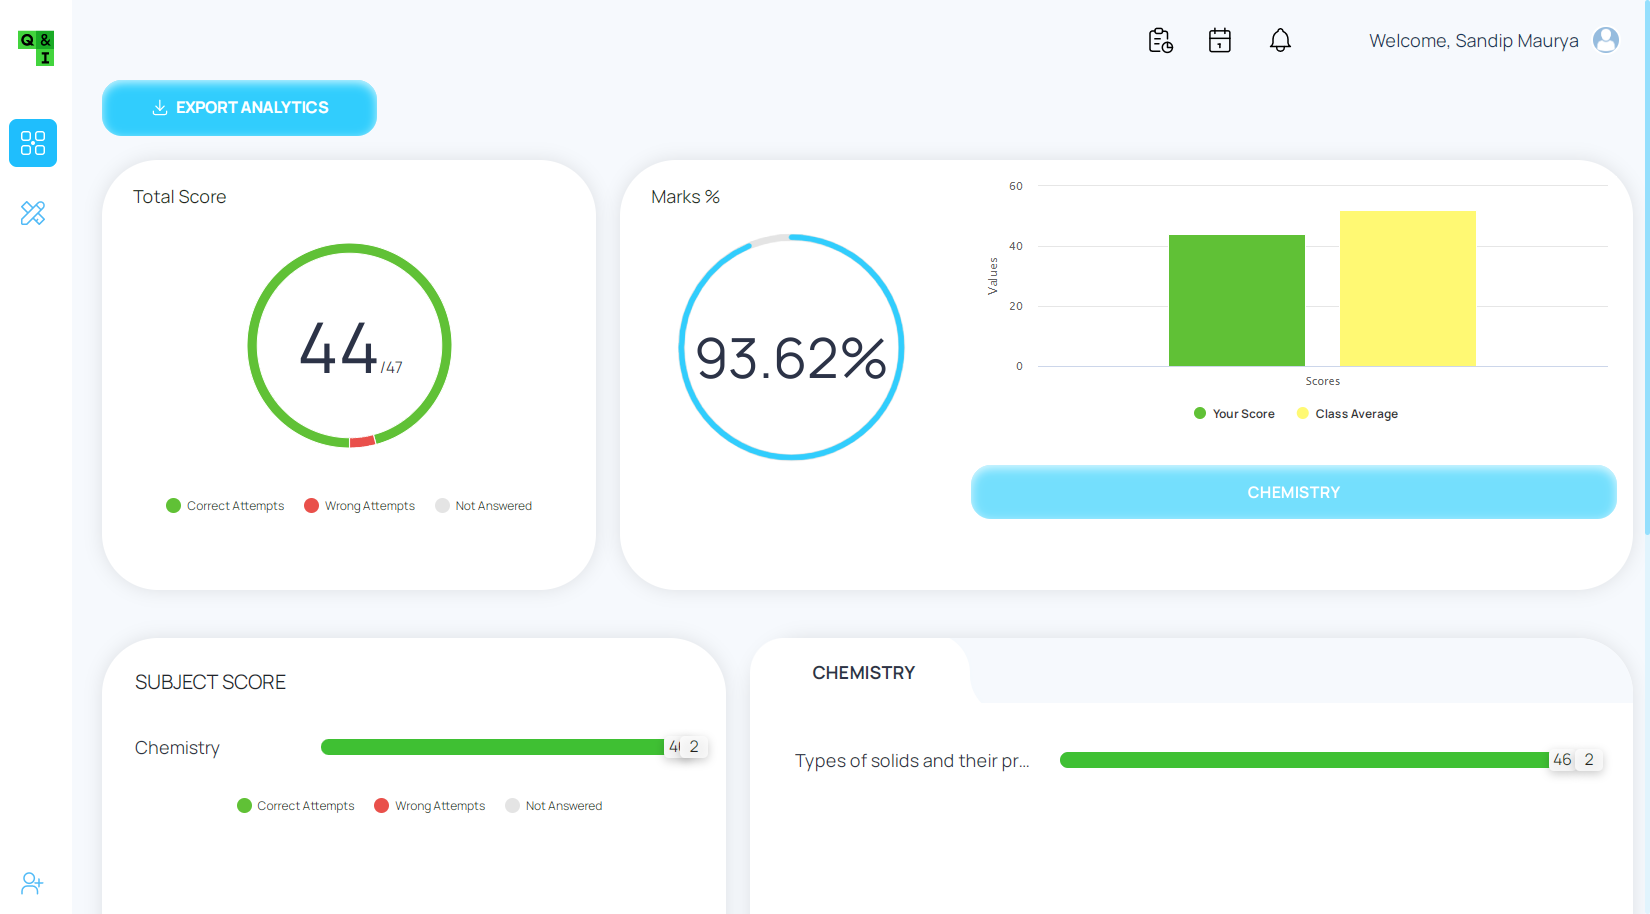 Q &
I
Welcome, Sandip Maurya
EXPORT ANALYTICS
Total Score
44/47
Correct Attempts
Wrong Attempts
Not Answered
Marks %
93.62%
60
40
20
0
Values
Scores
Your Score
Class Average
CHEMISTRY
SUBJECT SCORE
Chemistry
2
Correct Attempts
Wrong Attempts
Not Answered
CHEMISTRY
Types of solids and their pr...
46
2